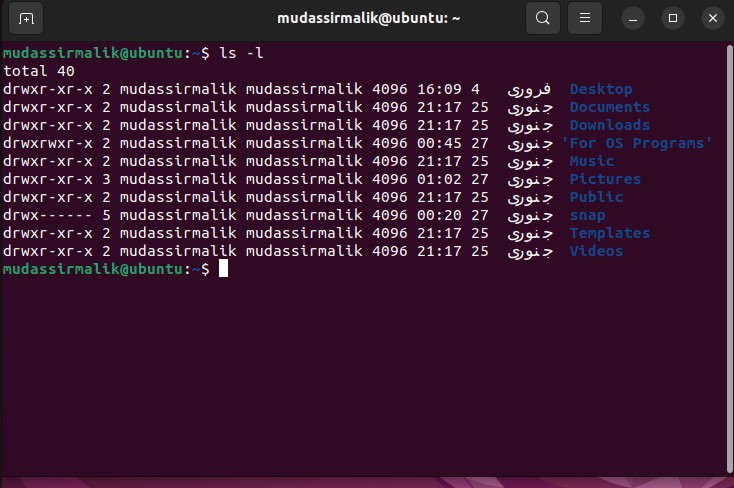 mudassirmalik@ubuntu: ~
mudassirmalik@ubuntu:~$ ls -l
total 40
drwxr-xr-x 2 mudassirmalik mudassirmalik 4096 16:09 4 فروری Desktop
drwxr-xr-x 2 mudassirmalik mudassirmalik 4096 21:17 25 جنوری Documents
drwxr-xr-x 2 mudassirmalik mudassirmalik 4096 21:17 25 جنوری Downloads
drwxrwxr-x 2 mudassirmalik mudassirmalik 4096 00:45 27 جنوری 'For OS Programs'
drwxr-xr-x 2 mudassirmalik mudassirmalik 4096 21:17 25 جنوری Music
drwxr-xr-x 3 mudassirmalik mudassirmalik 4096 01:02 27 جنوری Pictures
drwxr-xr-x 2 mudassirmalik mudassirmalik 4096 21:17 25 جنوری Public
drwx------ 5 mudassirmalik mudassirmalik 4096 00:20 27 جنوری snap
drwxr-xr-x 2 mudassirmalik mudassirmalik 4096 21:17 25 جنوری Templates
drwxr-xr-x 2 mudassirmalik mudassirmalik 4096 21:17 25 جنوری Videos
mudassirmalik@ubuntu:~$